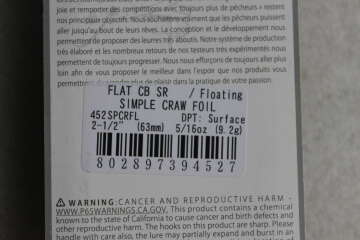 joie et remporter des compétitions avec toujours plus de pêcheurs » restent
nos principaux objectifs. Nous souhaitons vraiment que les pêcheurs puissent
aller jusqu'au bout de leurs rêves. La conception et le développement nous
permettent de proposer des leurres très aboutis. Notre système de production
très élaboré et les nombreux retours de nos testeurs très expérimentés nous
permettent de toujours progresser. Nous nous efforçons de toujours aller plus
loin afin de vous proposer le meilleur dans l'espoir que nos produits vous
permettent de prendre plus de plaisir dans la pratique de votre passion.
FLAT CB SR / Floating
SIMPLE CRAW FOIL
452SPCRFL DPT: Surface
2-1/2" (63mm) 5/16oz (9.2g)
802897394527
⚠ WARNING: CANCER AND REPRODUCTIVE HARM -
WWW.P65WARNINGS.CA.GOV. This product contains a chemical
known to the state of California to cause cancer and birth defects and
other reproductive harm. The hooks on this product are sharp. Please
handle with care also, the lure may partially expand and burst in an